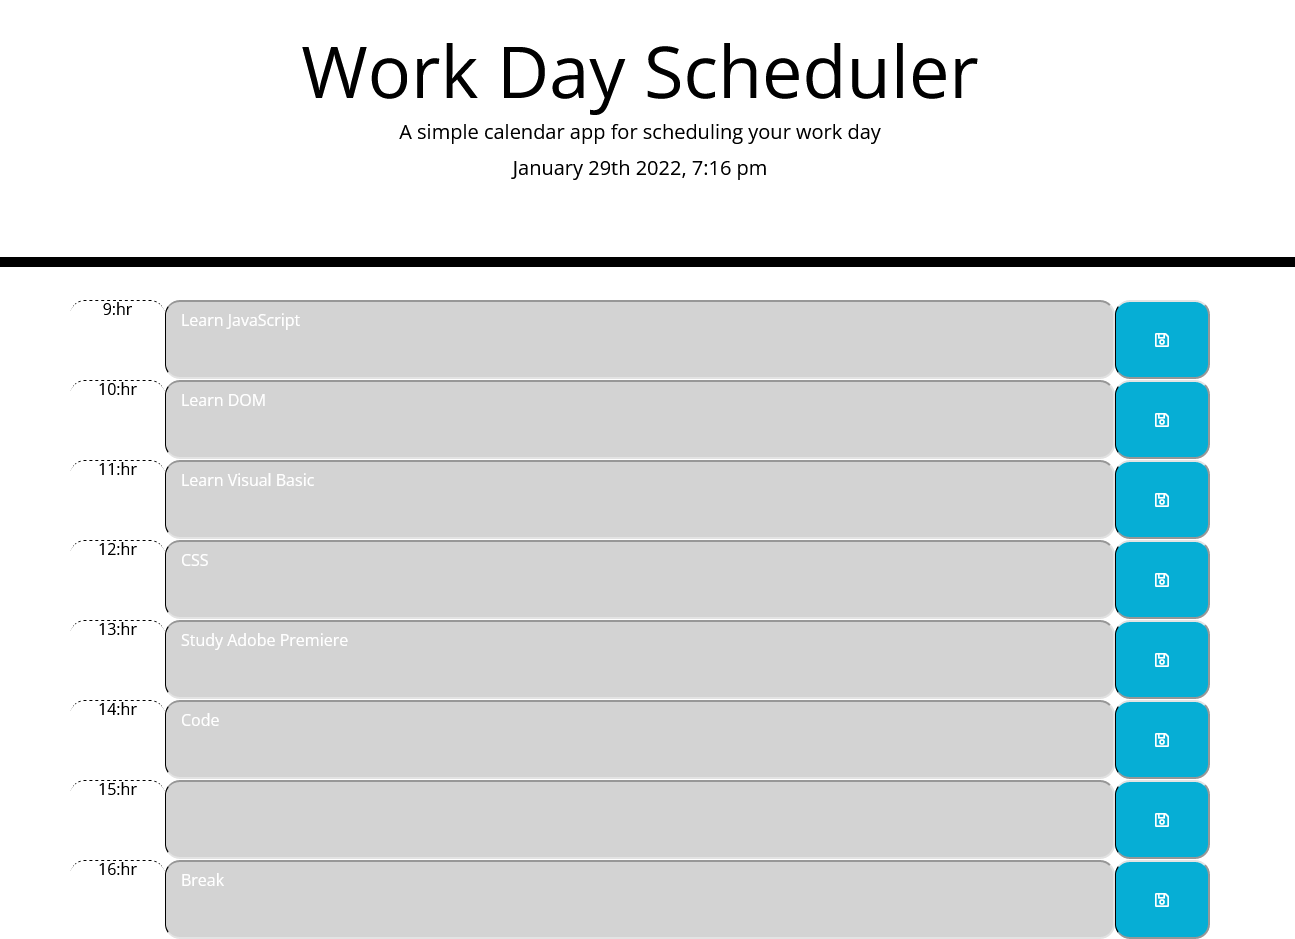 Work Day Scheduler
A simple calendar app for scheduling your work day
January 29th 2022, 7:16 pm
9:hr
Learn JavaScript
10:hr
Learn DOM
11:hr
Learn Visual Basic
12:hr
CSS
13:hr
Study Adobe Premiere
14:hr
Code
15:hr
16:hr
Break